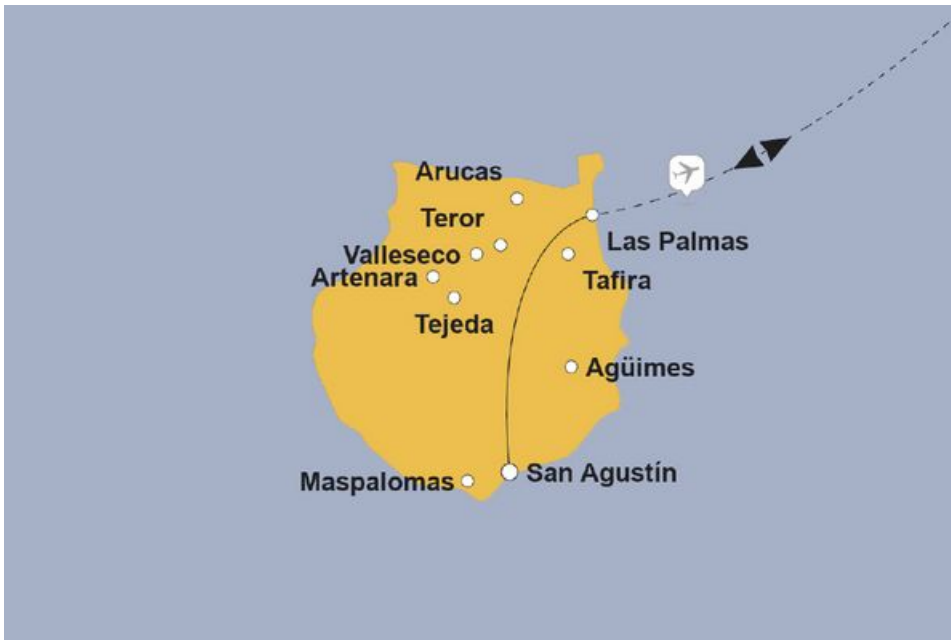 Arucas
Teror
Las Palmas
Valleseco
Artenara
Tafira
Tejeda
Agüimes
San Agustín
Maspalomas